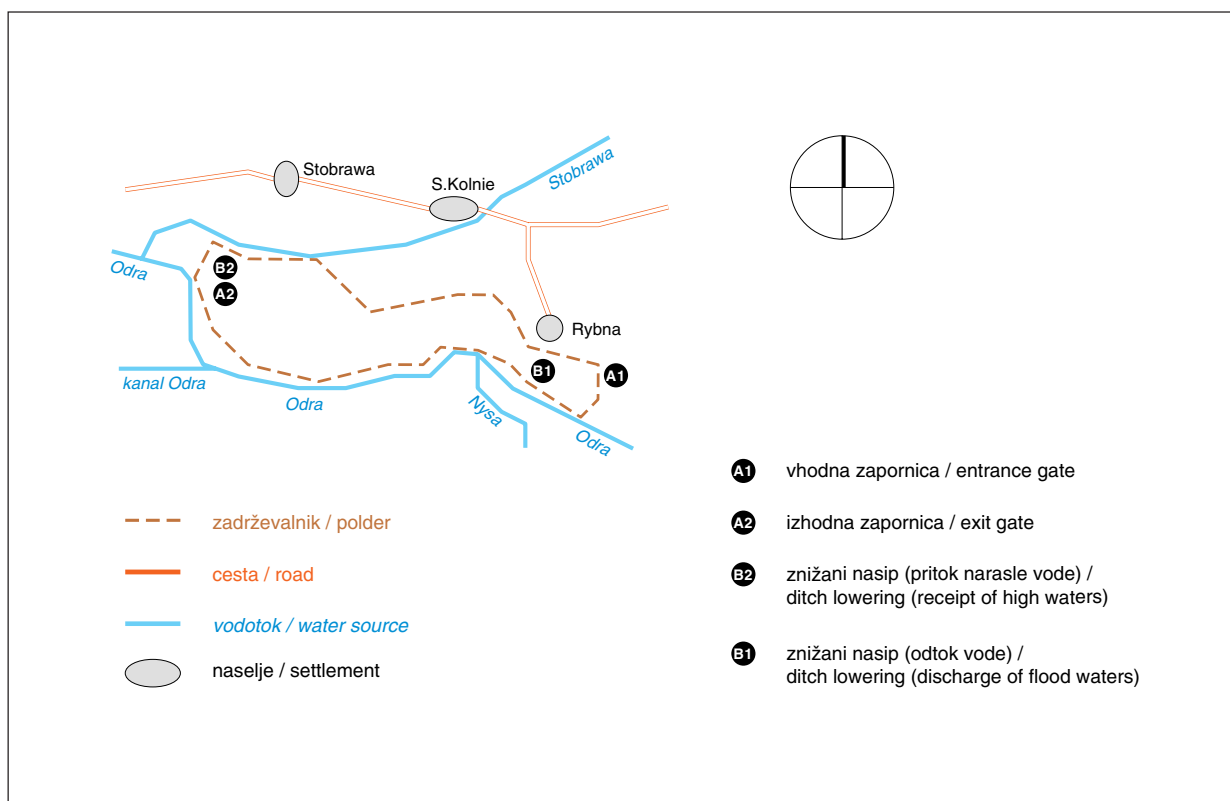 Stobrawa
S.Kolnie
Stobrawa
Odra
B2
A2
Rybna
kanal Odra
Odra
B1
A1
Nysa
Odra
zadrževalnik / polder
cesta / road
vodotok / water source
naselje / settlement
A1 vhodna zapornica / entrance gate
A2 izhodna zapornica / exit gate
B2 znižani nasip (pritok narasle vode) /
ditch lowering (receipt of high waters)
B1 znižani nasip (odtok vode) /
ditch lowering (discharge of flood waters)